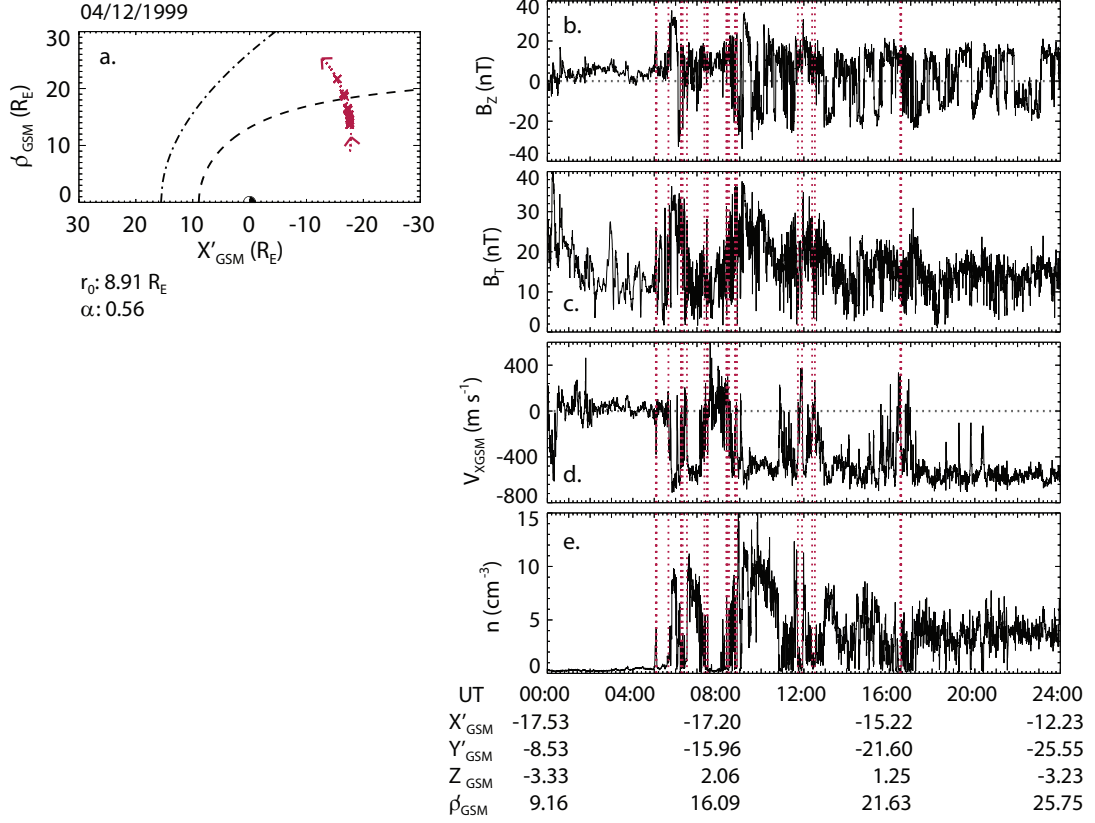 04/12/1999
a.
30
20
10
0
ρ'GSM (RE)
30 20 10 0 -10 -20 -30
X'GSM (RE)
r0: 8.91 RE
α: 0.56
b.
40
20
0
-20
-40
BZ (nT)
c.
40
30
20
10
0
BT (nT)
d.
400
0
-400
-800
VXGSM (m s-1)
e.
15
10
5
0
n (cm-3)
UT 00:00 04:00 08:00 12:00 16:00 20:00 24:00
X'GSM -17.53 -17.20 -15.22 -12.23
Y'GSM -8.53 -15.96 -21.60 -25.55
Z GSM -3.33 2.06 1.25 -3.23
ρ'GSM 9.16 16.09 21.63 25.75